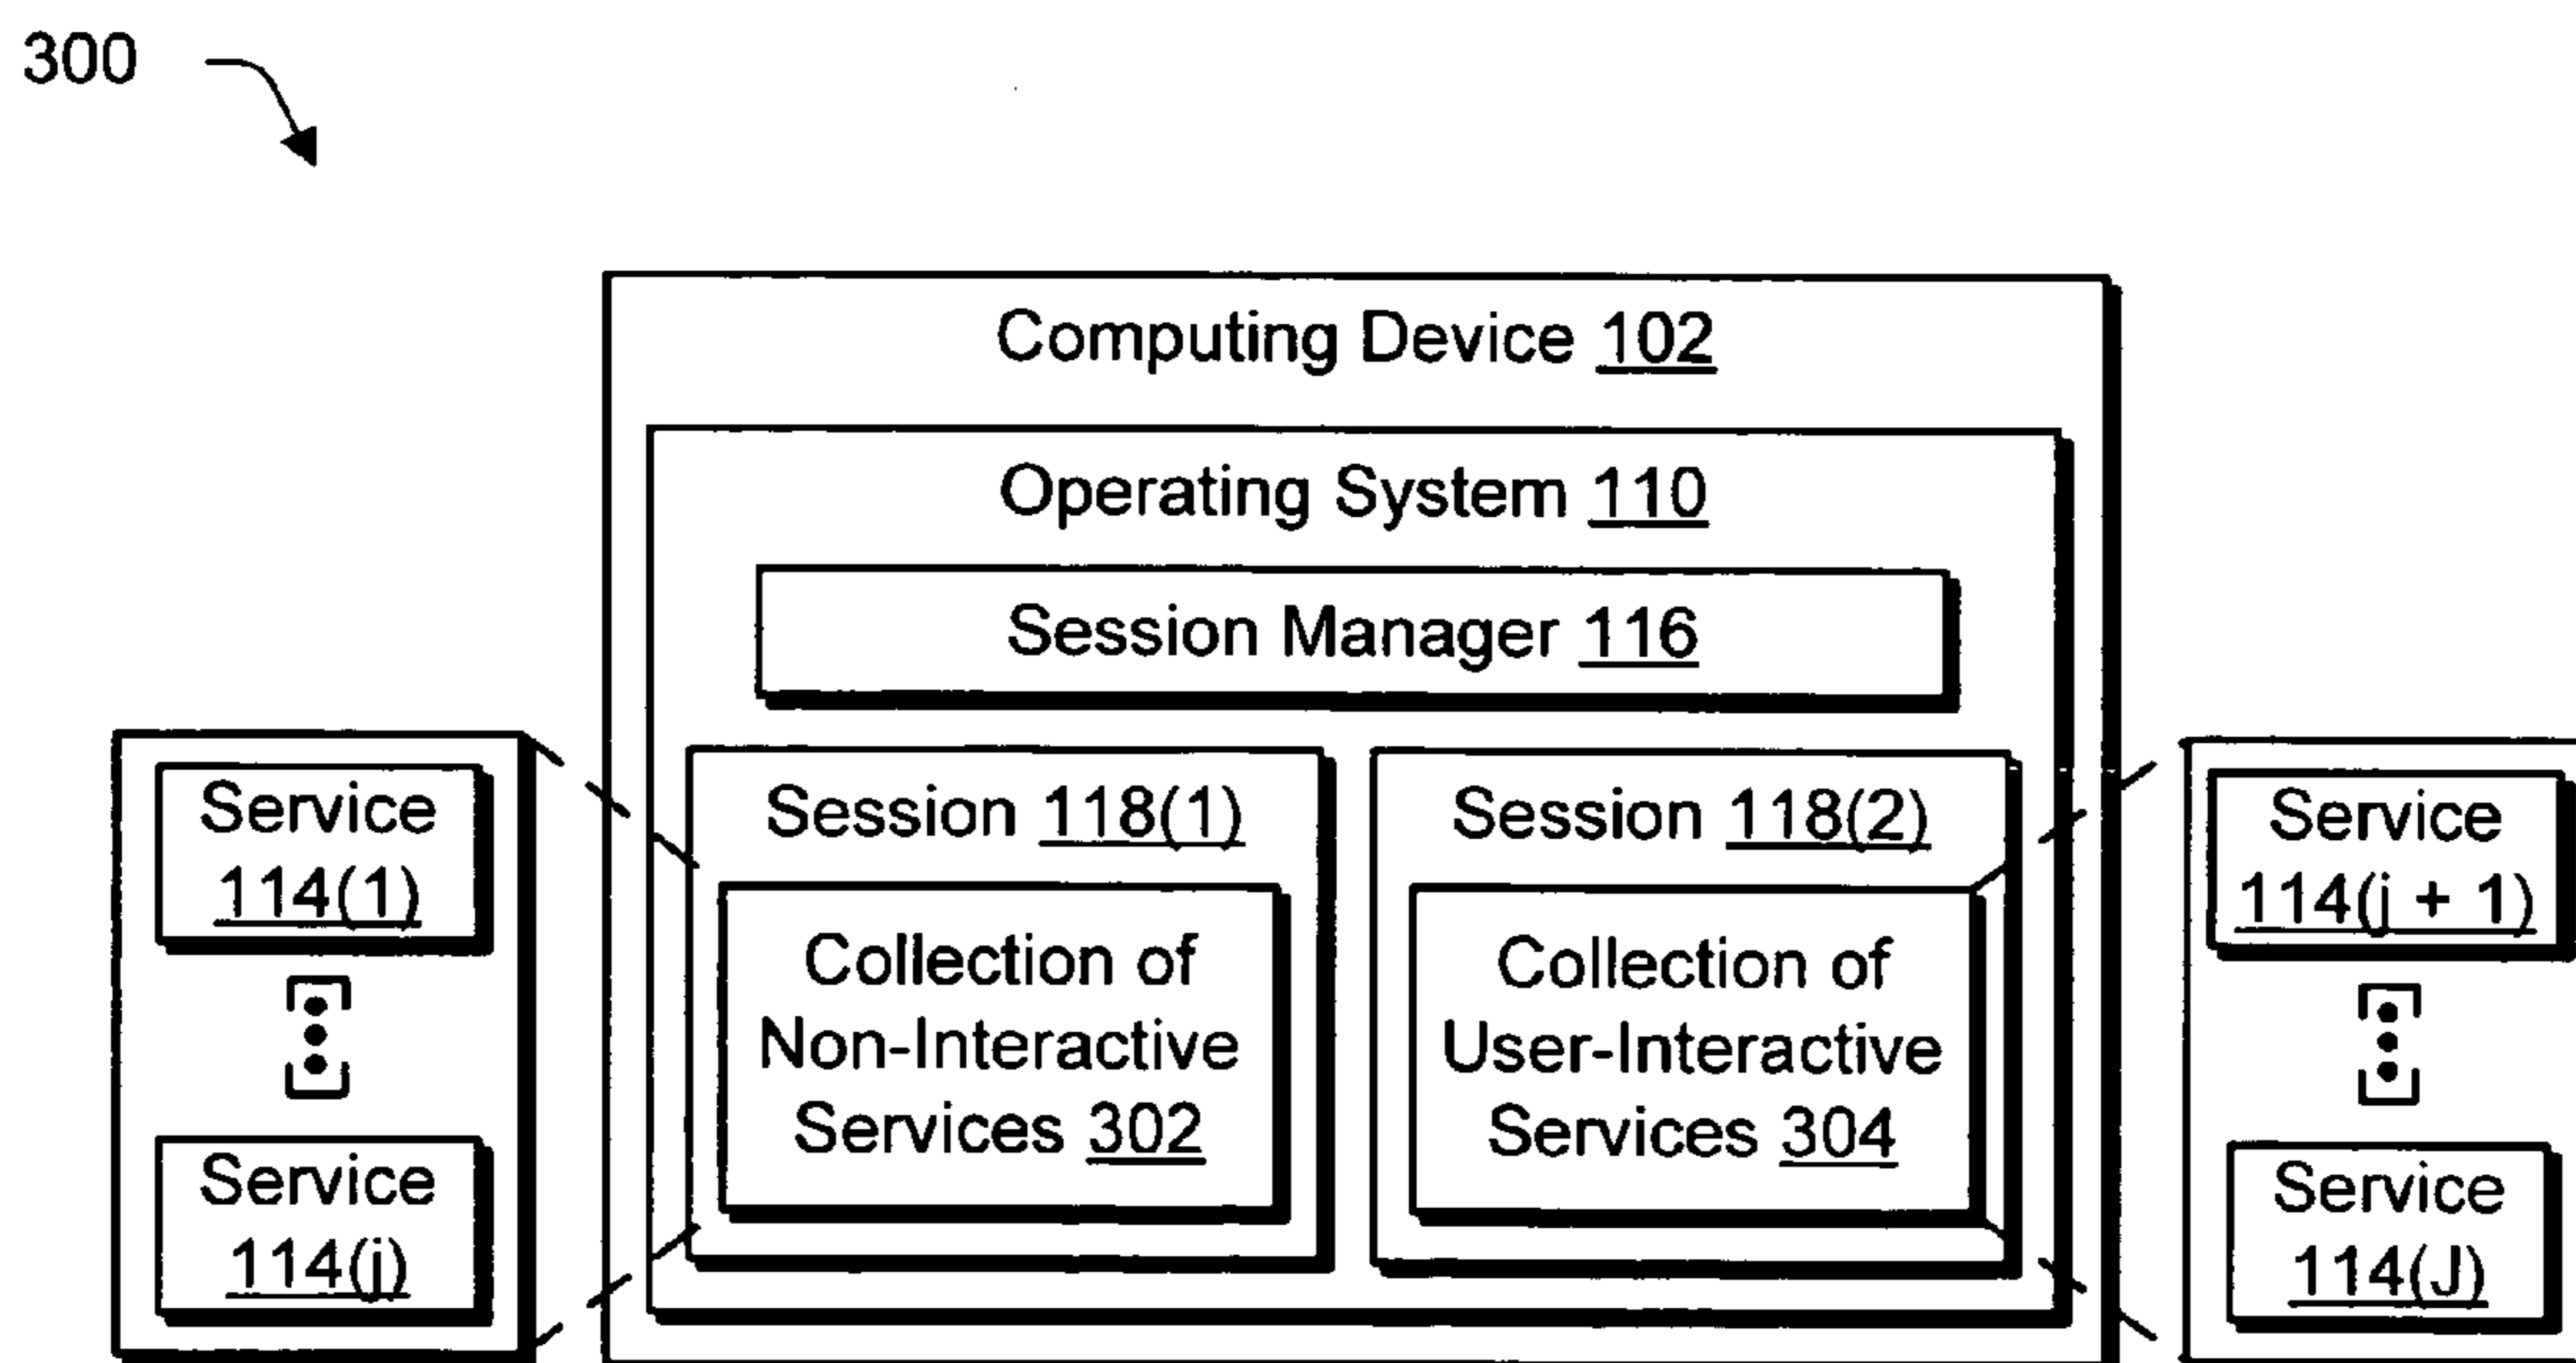 300
Computing Device 102
Operating System 110
Session Manager 116
Service
114(1)
Service
114(j)
Session 118(1)
Collection of
Non-Interactive
Services 302
Session 118(2)
Collection of
User-Interactive
Services 304
Service
114(j + 1)
Service
114(J)